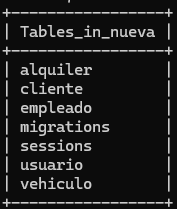 +-----------------+
| Tables_in_nueva |
+-----------------+
| alquiler        |
| cliente         |
| empleado        |
| migrations      |
| sessions        |
| usuario         |
| vehiculo        |
+-----------------+